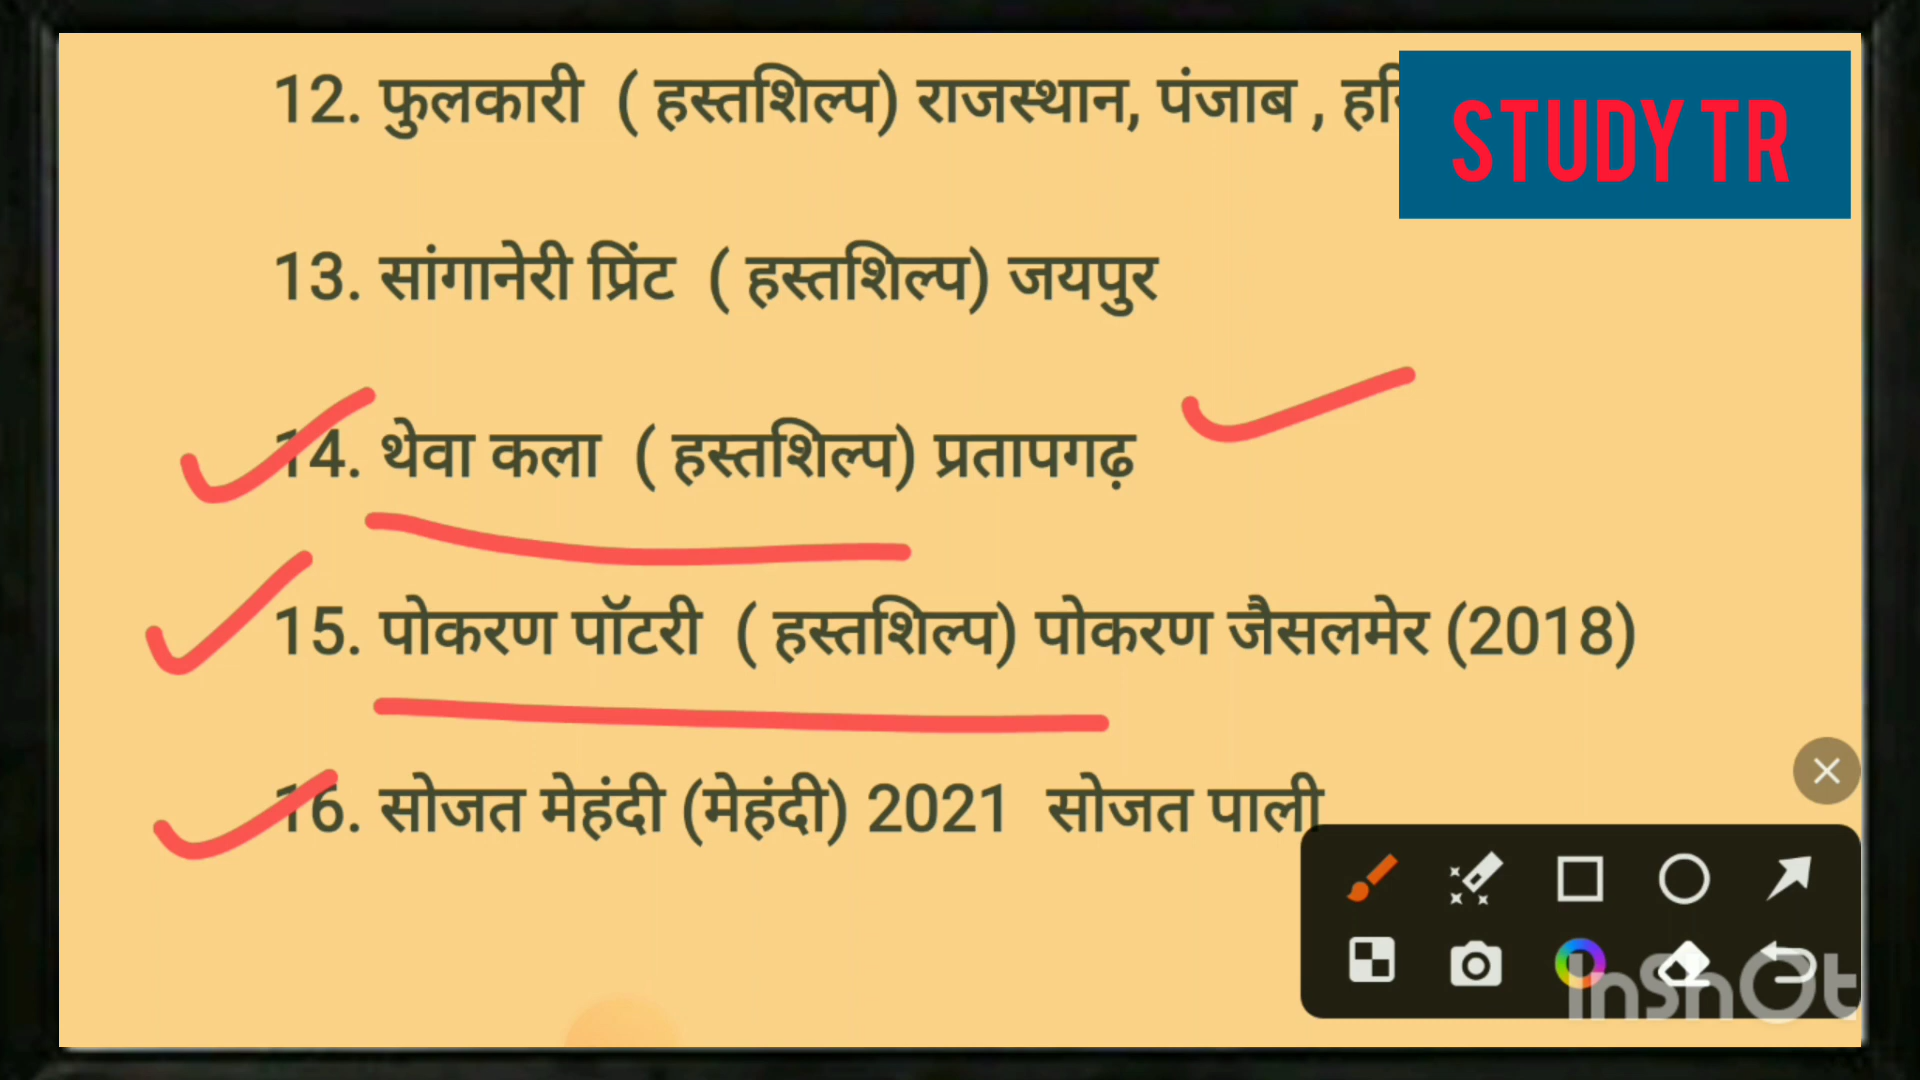 12. फुलकारी ( हस्तशिल्प) राजस्थान, पंजाब ,
STUDY TR
13. सांगानेरी प्रिंट ( हस्तशिल्प) जयपुर
14. थेवा कला ( हस्तशिल्प) प्रतापगढ़
15. पोकरण पॉटरी ( हस्तशिल्प) पोकरण जैसलमेर (2018)
16. सोजत मेहंदी (मेहंदी) 2021 सोजत पाली
InShOt